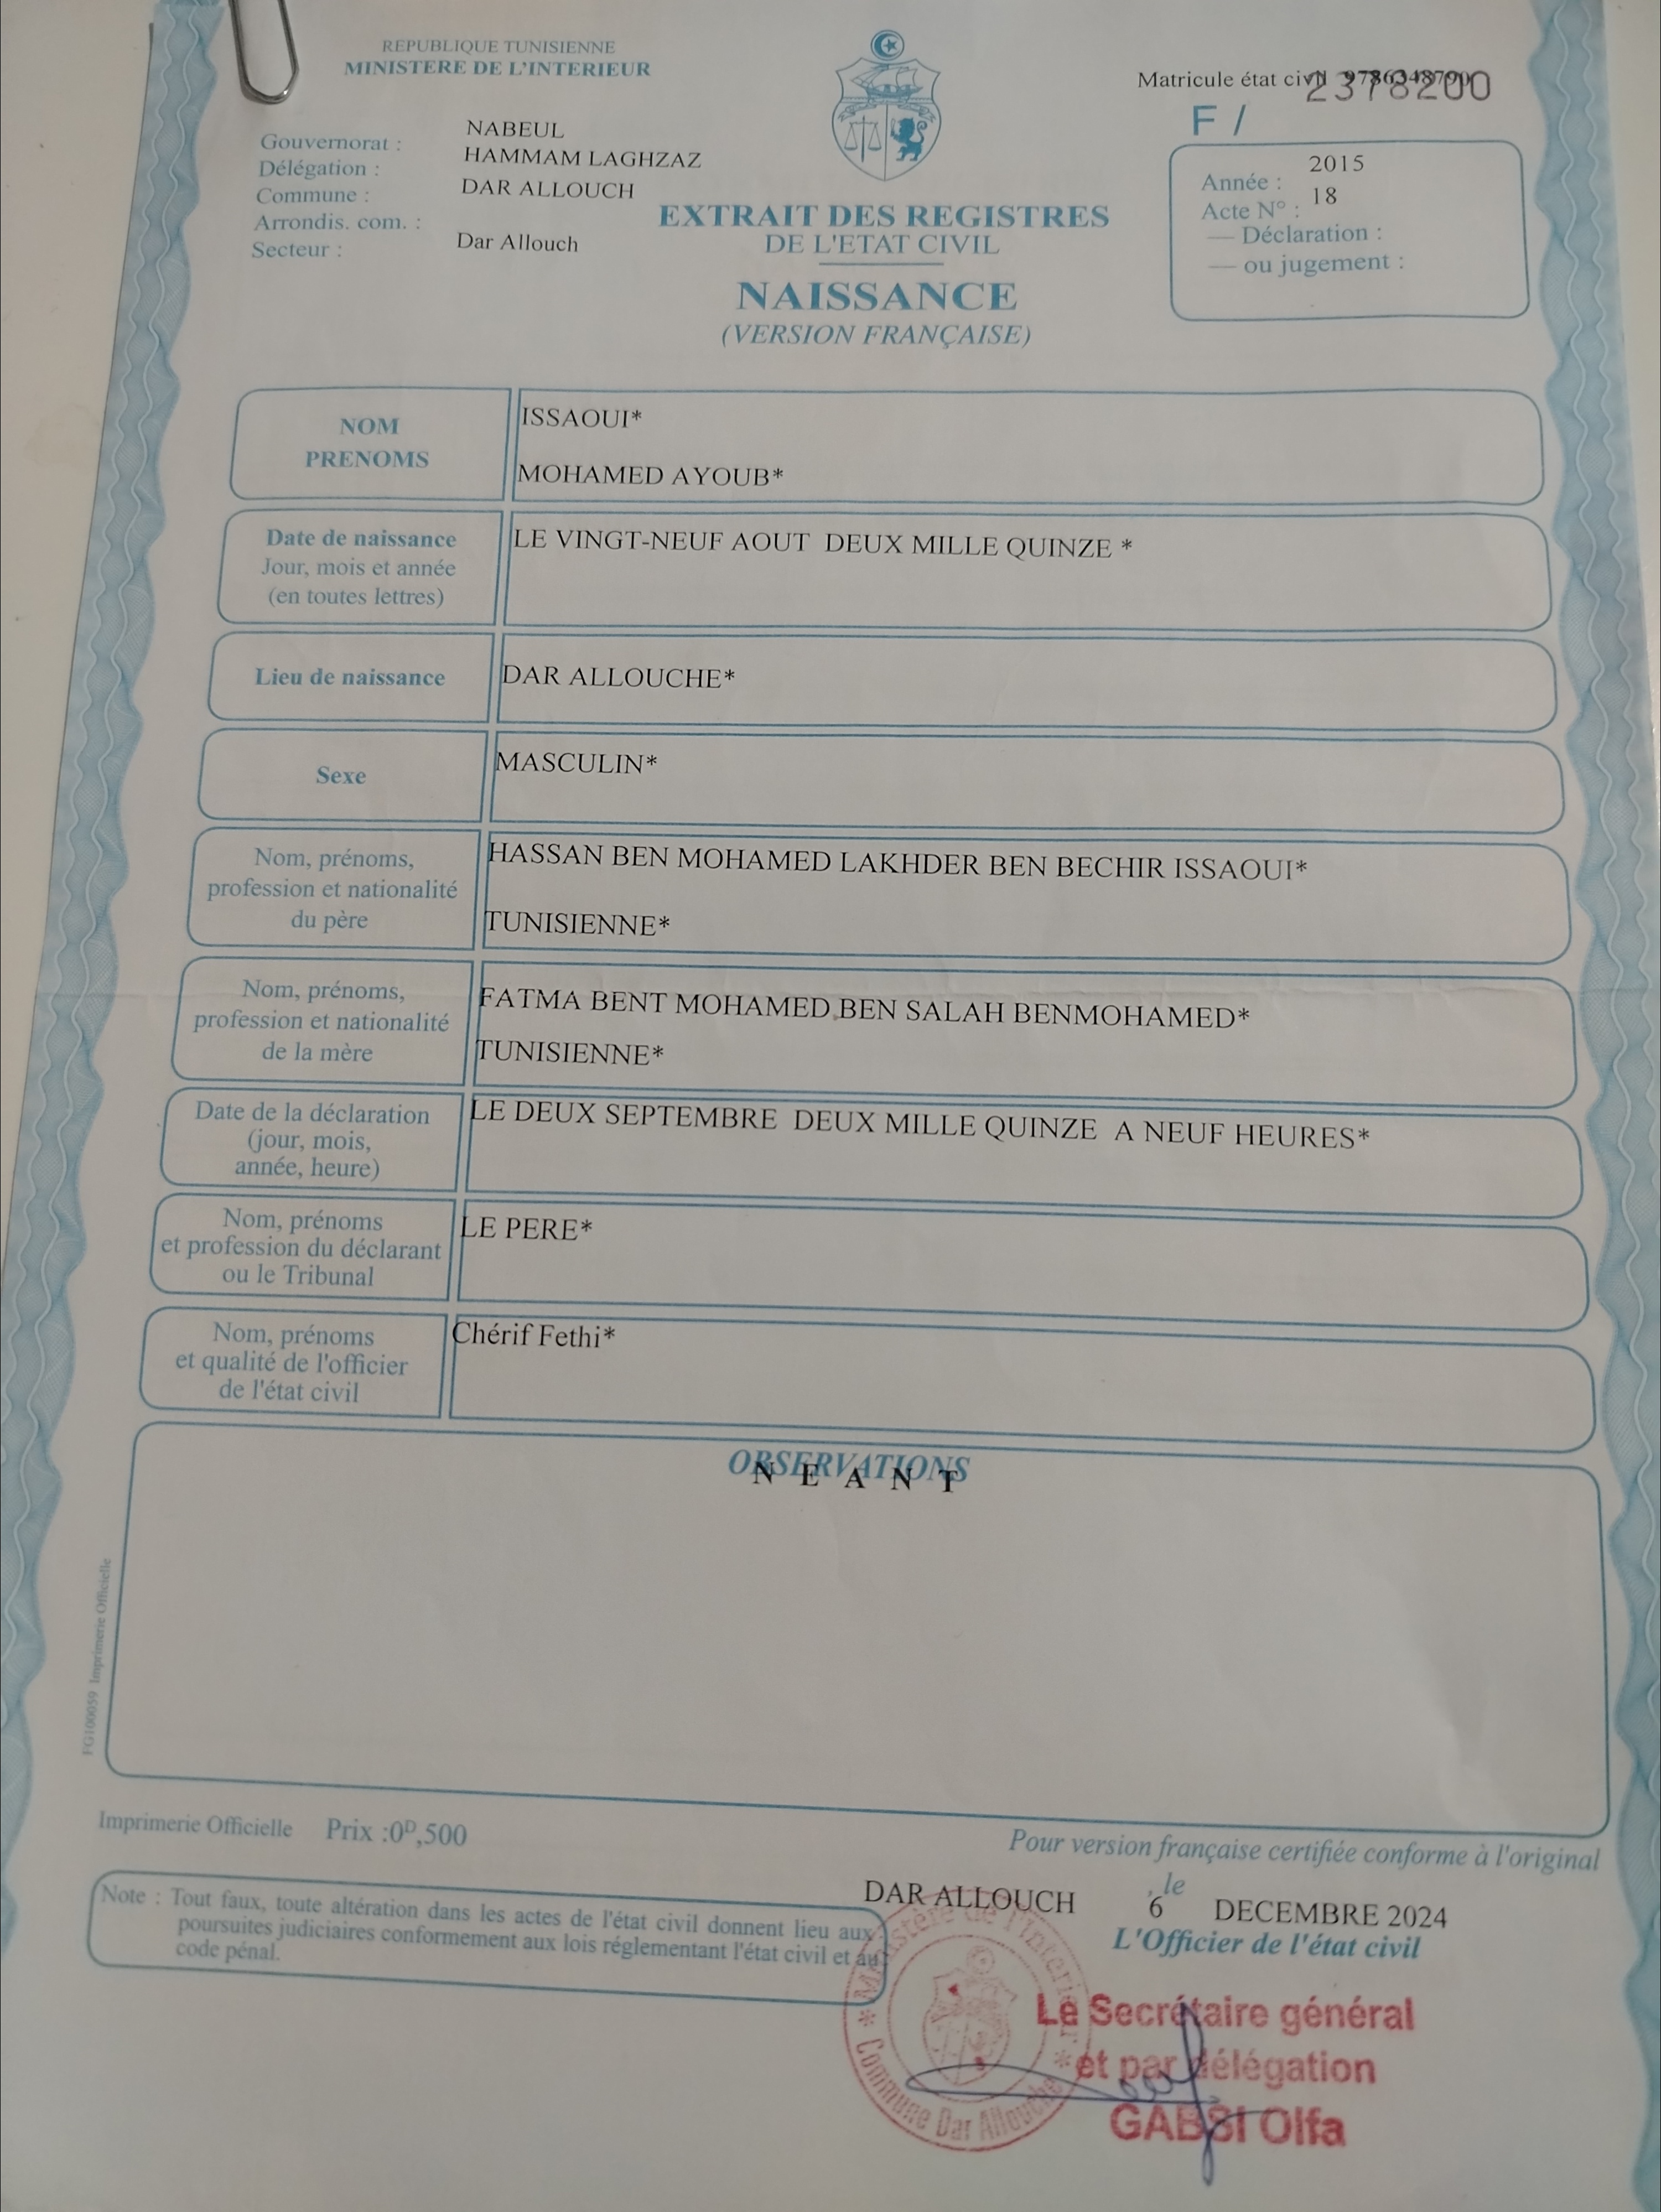 REPUBLIQUE TUNISIENNE
MINISTERE DE L'INTERIEUR
Matricule état civil
2378200
F /
Gouvernorat : NABEUL
Délégation : HAMMAM LAGHZAZ
Commune : DAR ALLOUCH
Arrondis. com. :
Secteur : Dar Allouch
EXTRAIT DES REGISTRES
DE L'ETAT CIVIL
NAISSANCE
(VERSION FRANÇAISE)
Année : 2015
Acte N° : 18
— Déclaration :
— ou jugement :
NOM
PRENOMS
ISSAOUI*
MOHAMED AYOUB*
Date de naissance
Jour, mois et année
(en toutes lettres)
LE VINGT-NEUF AOUT DEUX MILLE QUINZE *
Lieu de naissance
DAR ALLOUCHE*
Sexe
MASCULIN*
Nom, prénoms,
profession et nationalité
du père
HASSAN BEN MOHAMED LAKHDER BEN BECHIR ISSAOUI*
TUNISIENNE*
Nom, prénoms,
profession et nationalité
de la mère
FATMA BENT MOHAMED BEN SALAH BENMOHAMED*
TUNISIENNE*
Date de la déclaration
(jour, mois,
année, heure)
LE DEUX SEPTEMBRE DEUX MILLE QUINZE A NEUF HEURES*
Nom, prénoms
et profession du déclarant
ou le Tribunal
LE PERE*
Nom, prénoms
et qualité de l'officier
de l'état civil
Chérif Fethi*
OBSERVATIONS
N E A N T
FG100059 Imprimerie Officielle
Imprimerie Officielle Prix :0ᴰ,500
Pour version française certifiée conforme à l'original
DAR ALLOUCH , le 6 DECEMBRE 2024
L'Officier de l'état civil
Note : Tout faux, toute altération dans les actes de l'état civil donnent lieu aux
poursuites judiciaires conformement aux lois réglementant l'état civil et au
code pénal.
* Ministère de l'Interieur *
Commune Dar Allouche
Le Secrétaire général
et par délégation
GABSI Olfa